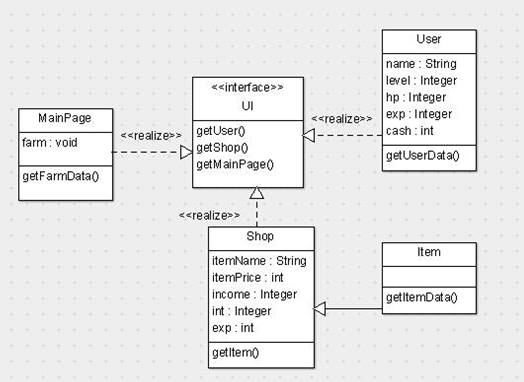 MainPage
farm : void
getFarmData()
<<realize>>
<<interface>>
UI
getUser()
getShop()
getMainPage()
<<realize>>
User
name : String
level : Integer
hp : Integer
exp : Integer
cash : int
getUserData()
<<realize>>
Shop
itemName : String
itemPrice : int
income : Integer
int : Integer
exp : int
getItem()
Item
getItemData()